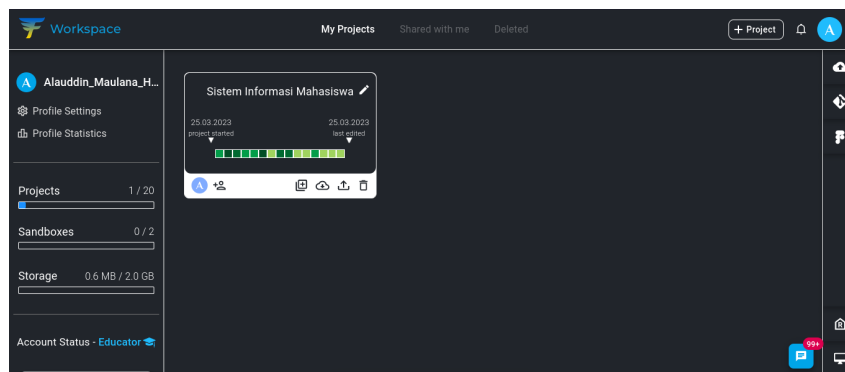 Workspace
My Projects
Shared with me
Deleted
+ Project
A
A
Alauddin_Maulana_H...
Profile Settings
Profile Statistics
Projects 1 / 20
Sandboxes 0 / 2
Storage 0.6 MB / 2.0 GB
Account Status - Educator
Sistem Informasi Mahasiswa
25.03.2023 25.03.2023
project started last edited
A
R
99+